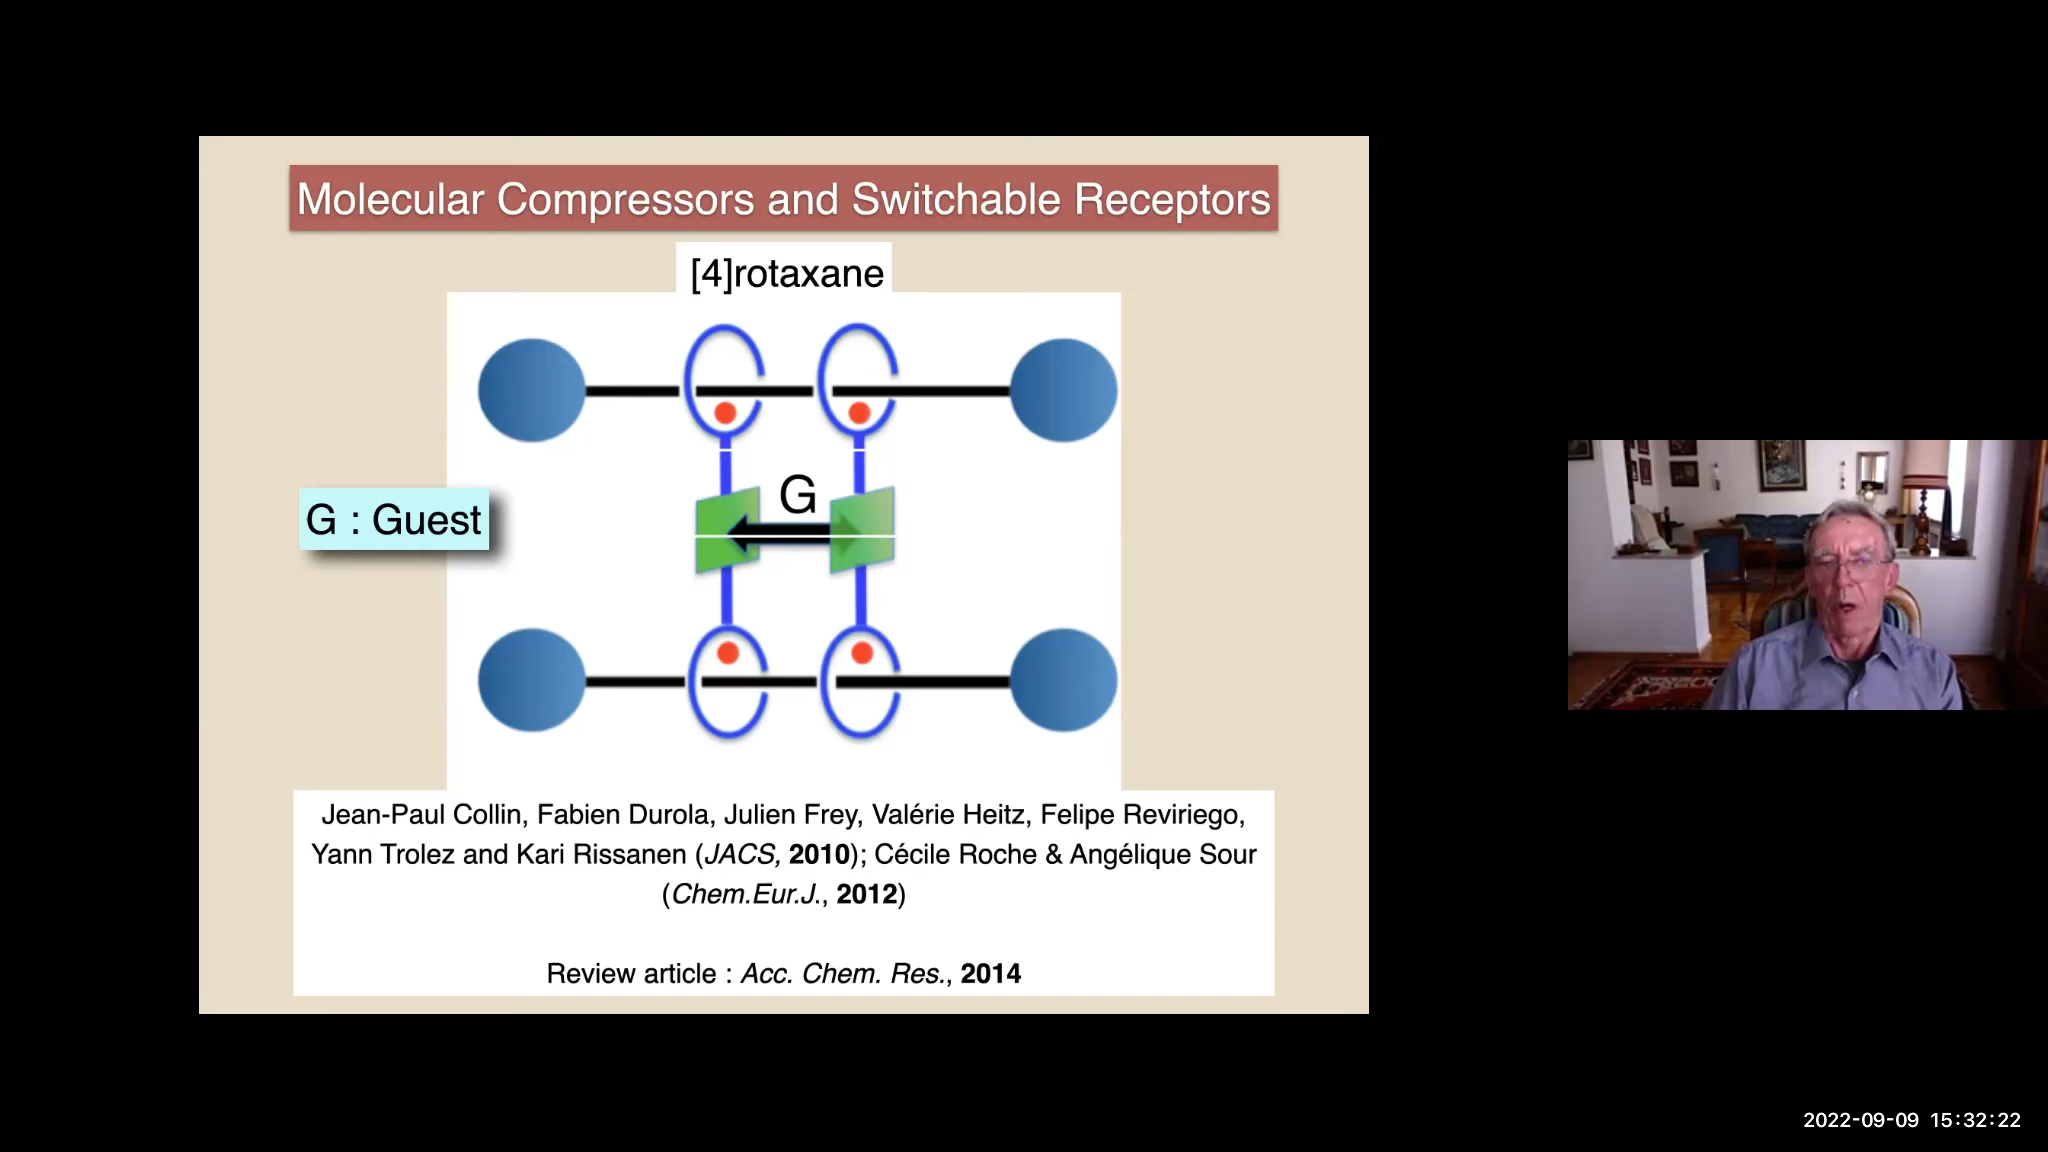 Molecular Compressors and Switchable Receptors
[4]rotaxane
G
G : Guest
Jean-Paul Collin, Fabien Durola, Julien Frey, Valérie Heitz, Felipe Reviriego,
Yann Trolez and Kari Rissanen (JACS, 2010); Cécile Roche & Angélique Sour
(Chem.Eur.J., 2012)
Review article : Acc. Chem. Res., 2014
2022-09-09 15:32:22